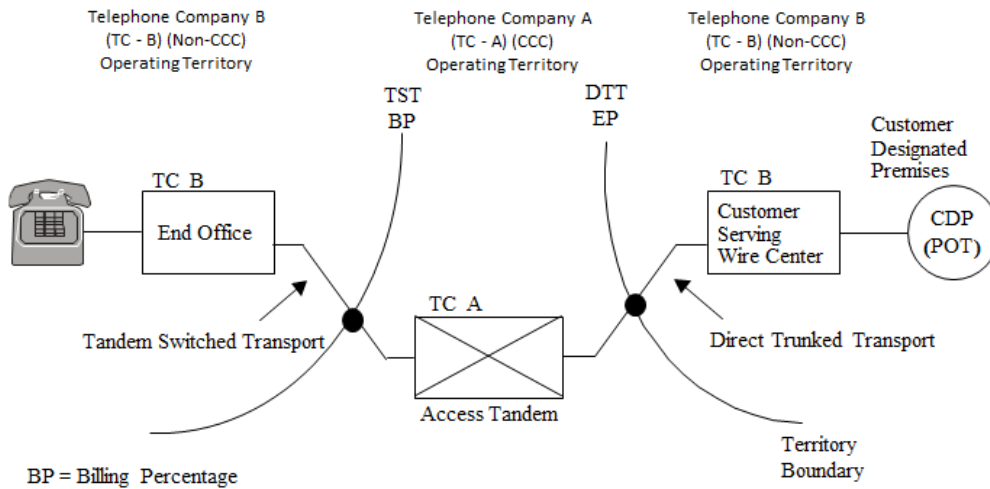 Telephone Company B
(TC - B) (Non-CCC)
Operating Territory
Telephone Company A
(TC - A) (CCC)
Operating Territory
Telephone Company B
(TC - B) (Non-CCC)
Operating Territory
TST
BP
DTT
EP
Customer
Designated
Premises
TC B
End Office
TC B
Customer
Serving
Wire Center
CDP
(POT)
TC A
Tandem Switched Transport
Direct Trunked Transport
Access Tandem
Territory
Boundary
BP = Billing Percentage